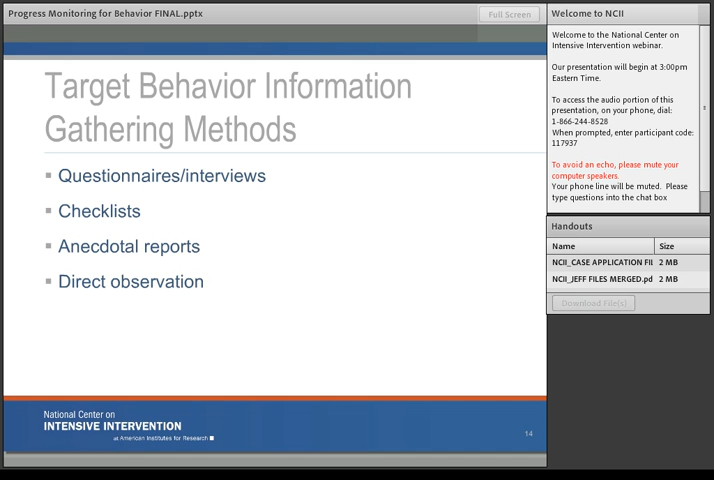 Progress Monitoring for Behavior FINAL.pptx
Full Screen
Target Behavior Information
Gathering Methods
Questionnaires/interviews
Checklists
Anecdotal reports
Direct observation
National Center on
INTENSIVE INTERVENTION
at American Institutes for Research
14
Welcome to NCII
Welcome to the National Center on
Intensive Intervention webinar.
Our presentation will begin at 3:00pm
Eastern Time.
To access the audio portion of this
presentation, on your phone, dial:
1-866-244-8528
When prompted, enter participant code:
117937
To avoid an echo, please mute your
computer speakers.
Your phone line will be muted. Please
type questions into the chat box
Handouts
Name Size
NCII_CASE APPLICATION FII 2 MB
NCII_JEFF FILES MERGED.pd 2 MB
Download File(s)